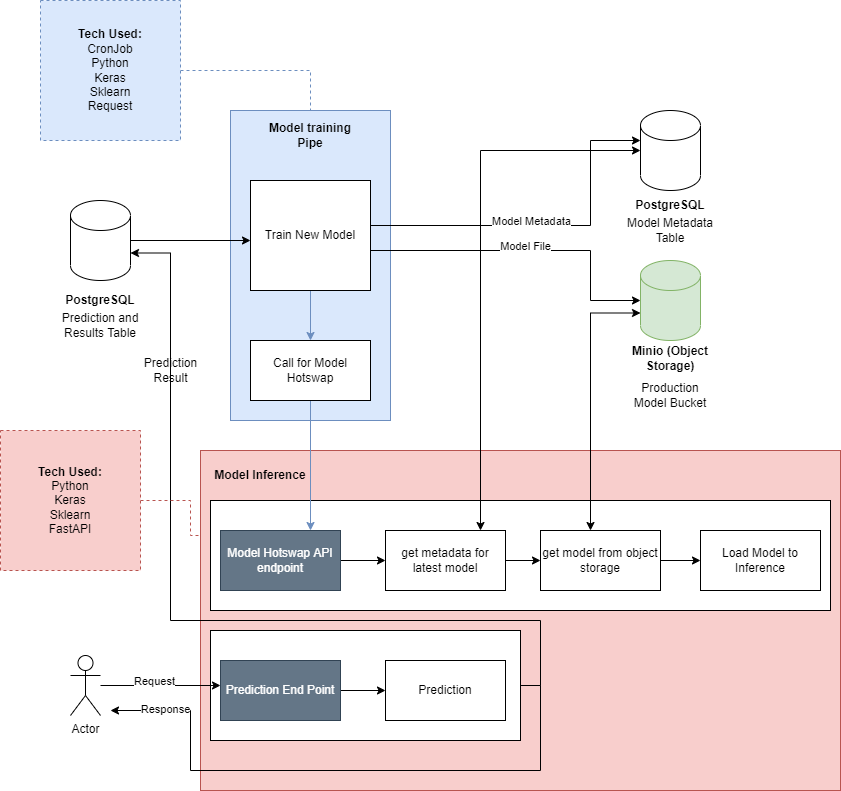 Tech Used:
CronJob
Python
Keras
Sklearn
Request
Model training
Pipe
Train New Model
Call for Model
Hotswap
PostgreSQL
Prediction and
Results Table
Prediction
Result
Model Metadata
Model File
PostgreSQL
Model Metadata
Table
Minio (Object
Storage)
Production
Model Bucket
Tech Used:
Python
Keras
Sklearn
FastAPI
Model Inference
Model Hotswap API
endpoint
get metadata for
latest model
get model from object
storage
Load Model to
Inference
Request
Response
Actor
Prediction End Point
Prediction